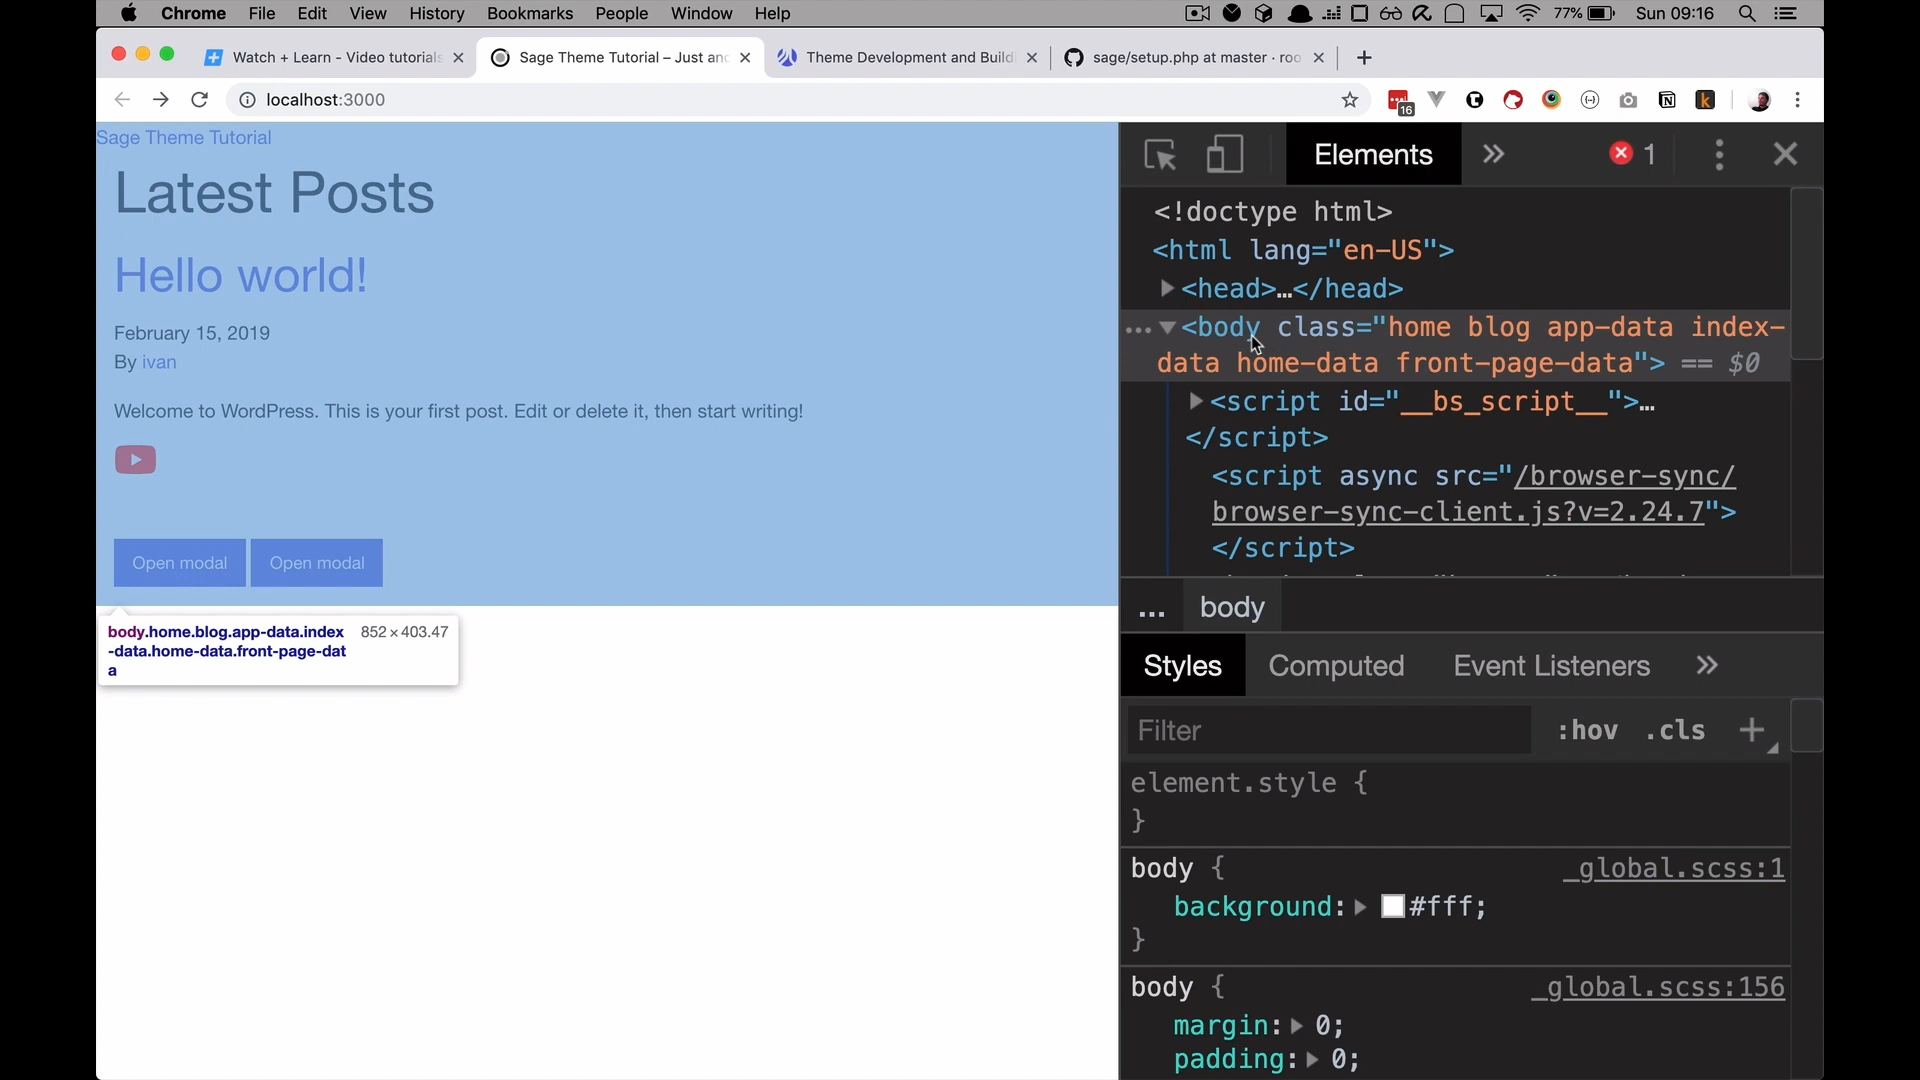 Chrome File Edit View History Bookmarks People Window Help 77% Sun 09:16
Watch + Learn - Video tutorials Sage Theme Tutorial – Just an Theme Development and Build sage/setup.php at master · roo
localhost:3000
16
Sage Theme Tutorial
Latest Posts
Hello world!
February 15, 2019
By ivan
Welcome to WordPress. This is your first post. Edit or delete it, then start writing!
Open modal Open modal
body.home.blog.app-data.index 852 × 403.47
-data.home-data.front-page-dat
a
Elements » 1
<!doctype html>
<html lang="en-US">
<head>…</head>
… <body class="home blog app-data index-
data home-data front-page-data"> == $0
<script id="__bs_script__">…
</script>
<script async src="/browser-sync/
browser-sync-client.js?v=2.24.7">
</script>
… body
Styles Computed Event Listeners »
Filter :hov .cls +
element.style {
}
body { _global.scss:1
background: #fff;
}
body { _global.scss:156
margin: 0;
padding: 0;